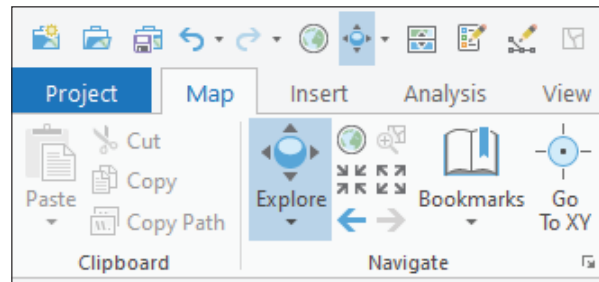 Project Map Insert Analysis View
Cut
Copy
Paste
Copy Path
Explore
Bookmarks
Go
To XY
Clipboard
Navigate